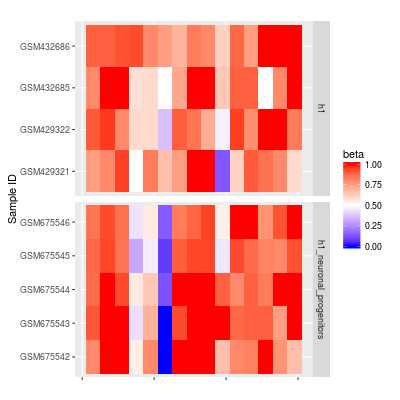 GSM432686
GSM432685
GSM429322
GSM429321
h1
GSM675546
GSM675545
GSM675544
GSM675543
GSM675542
h1_neuronal_progenitors
Sample ID
beta
1.00
0.75
0.50
0.25
0.00